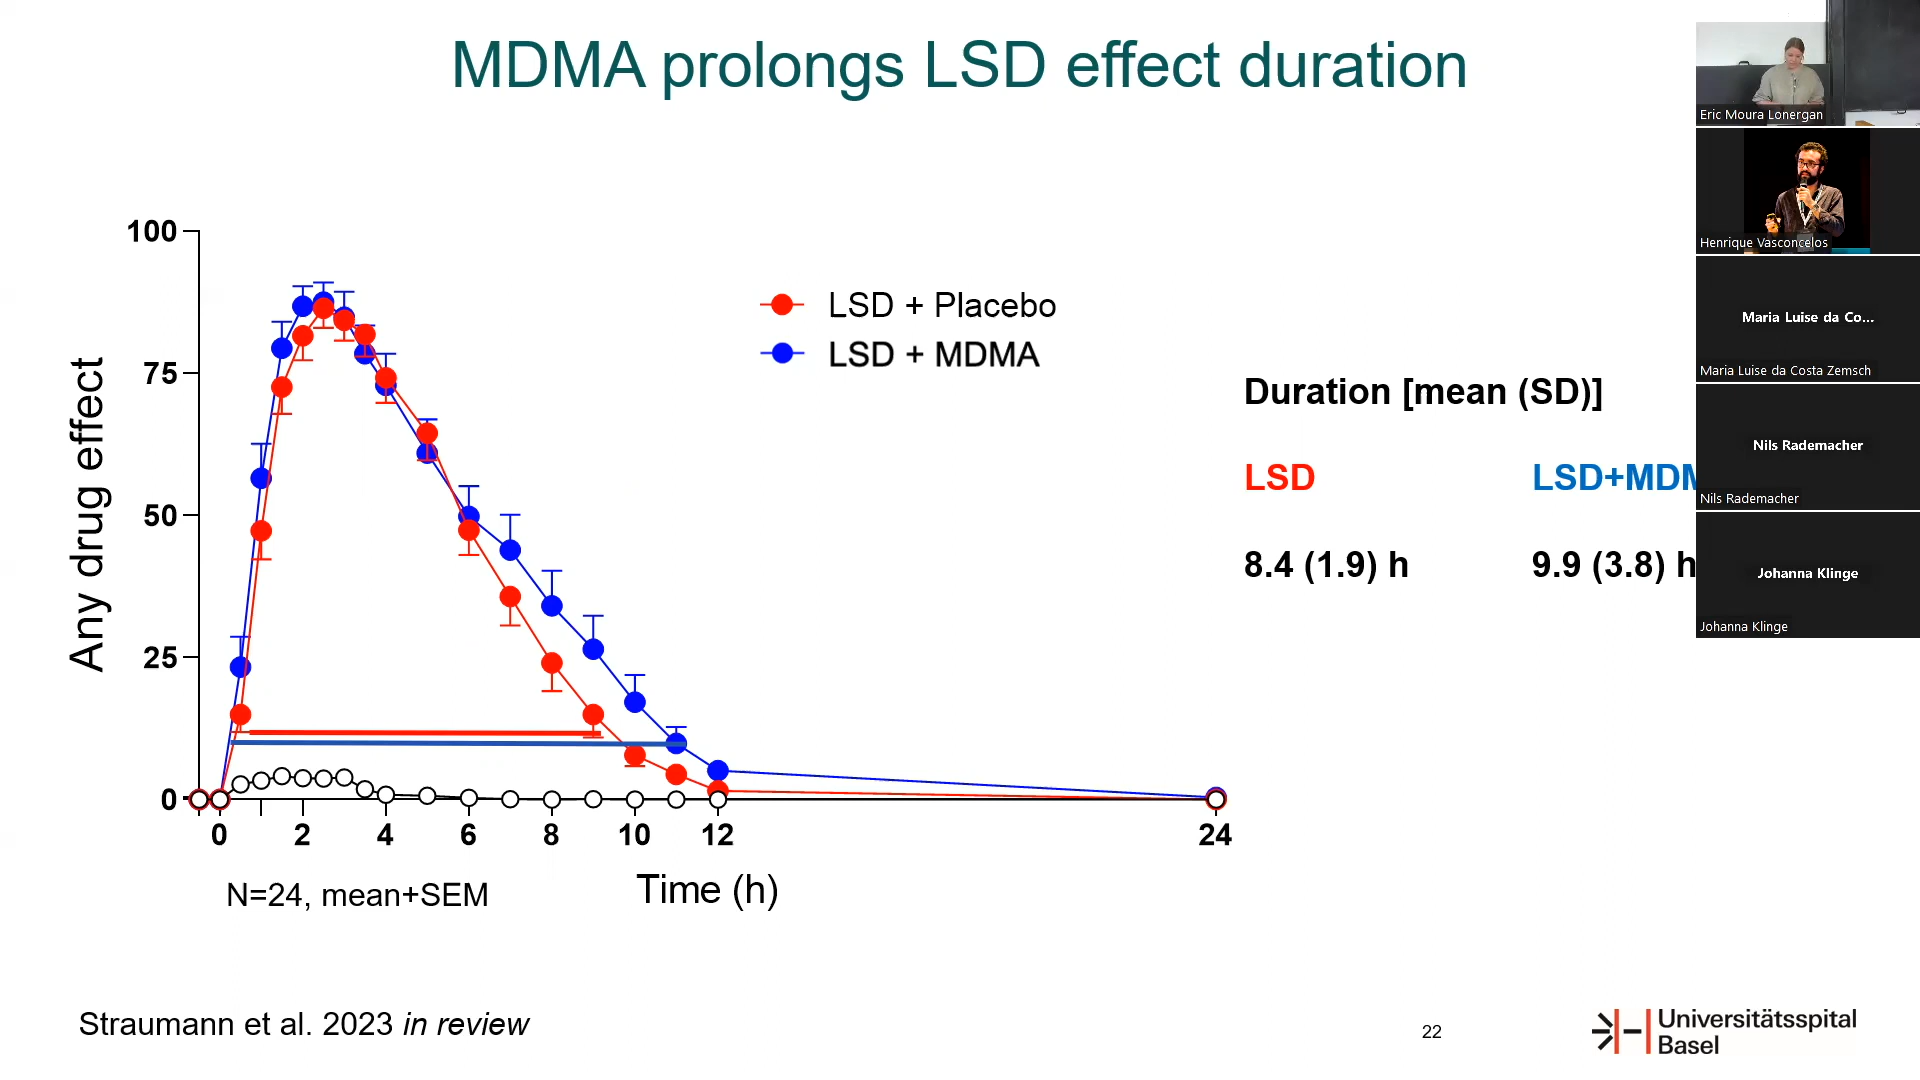 MDMA prolongs LSD effect duration
100
75
50
25
0
Any drug effect
0 2 4 6 8 10 12 24
Time (h)
N=24, mean+SEM
LSD + Placebo
LSD + MDMA
Duration [mean (SD)]
LSD LSD+MDM
8.4 (1.9) h 9.9 (3.8) h
Straumann et al. 2023 in review
22
Universitätsspital
Basel
Eric Moura Lonergan
Henrique Vasconcelos
Maria Luise da Co...
Maria Luise da Costa Zemsch
Nils Rademacher
Nils Rademacher
Johanna Klinge
Johanna Klinge